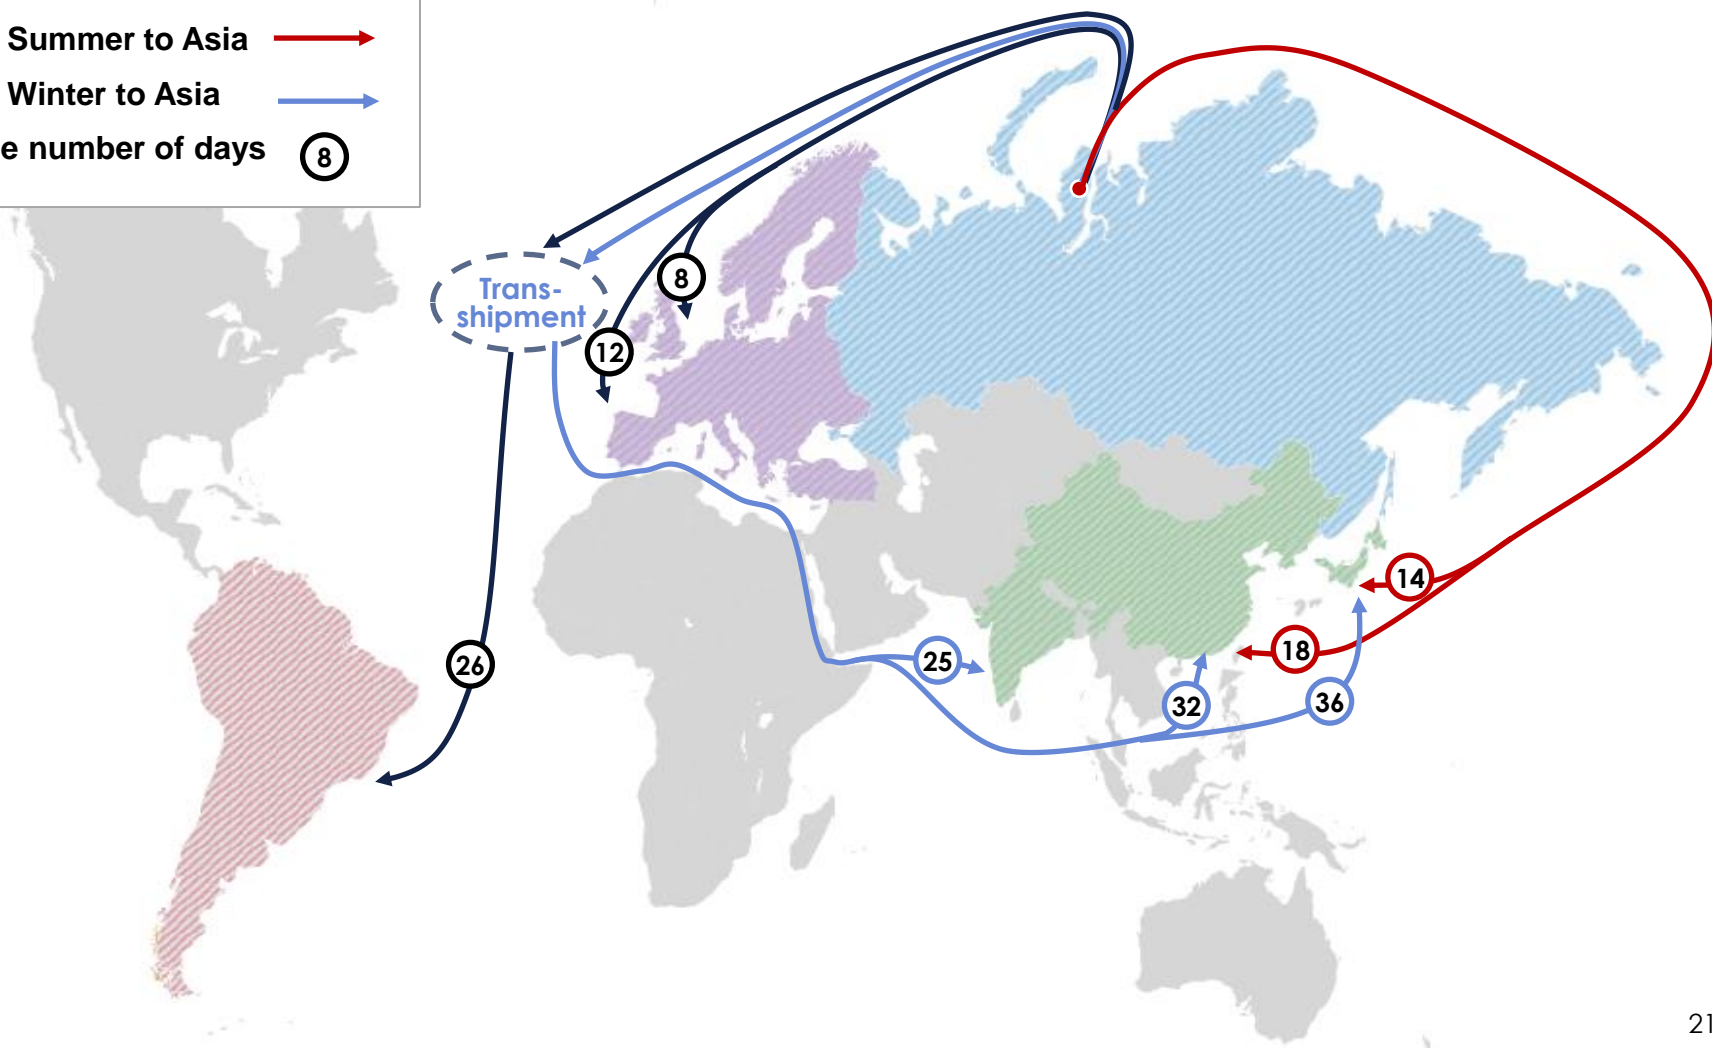 Summer to Asia
Winter to Asia
e number of days
8
Trans-
shipment
8
12
14
18
25
26
32
36
21